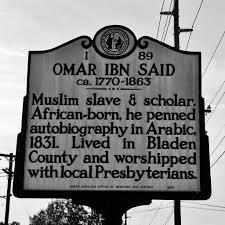 I 89
OMAR IBN SAID
ca. 1770-1863
Muslim slave & scholar.
African-born, he penned
autobiography in Arabic,
1831. Lived in Bladen
County and worshipped
with local Presbyterians.